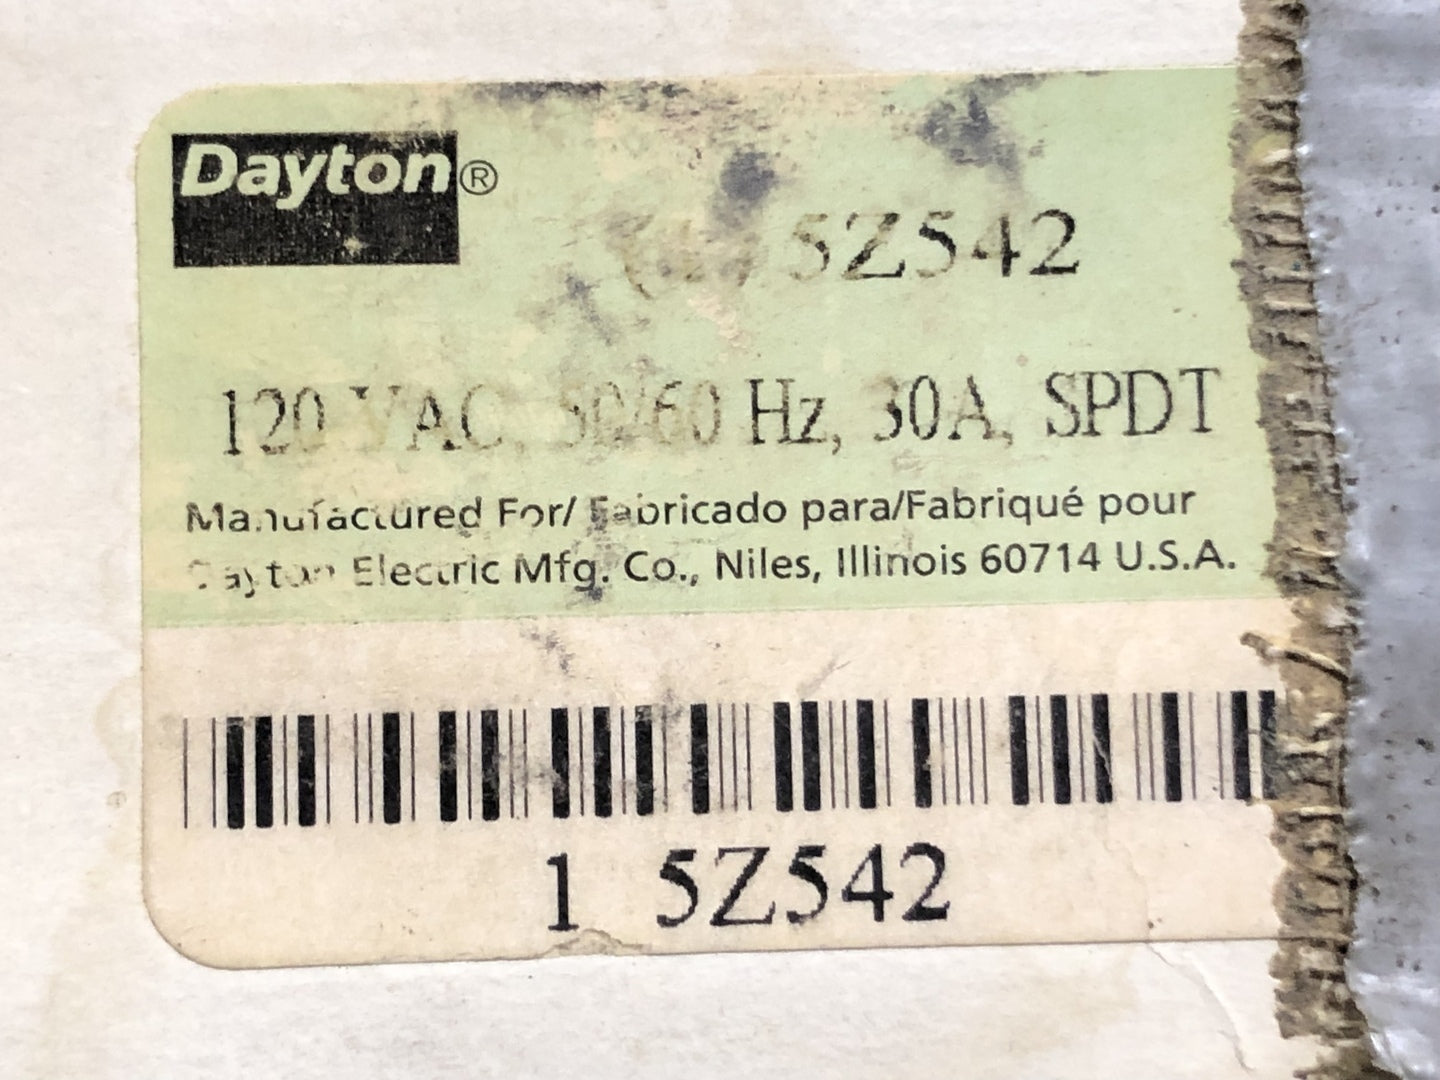 Dayton®
5Z542
120 VAC, 50/60 Hz, 30A, SPDT
Manufactured For/ Fabricado para/Fabriqué pour
Dayton Electric Mfg. Co., Niles, Illinois 60714 U.S.A.
1 5Z542